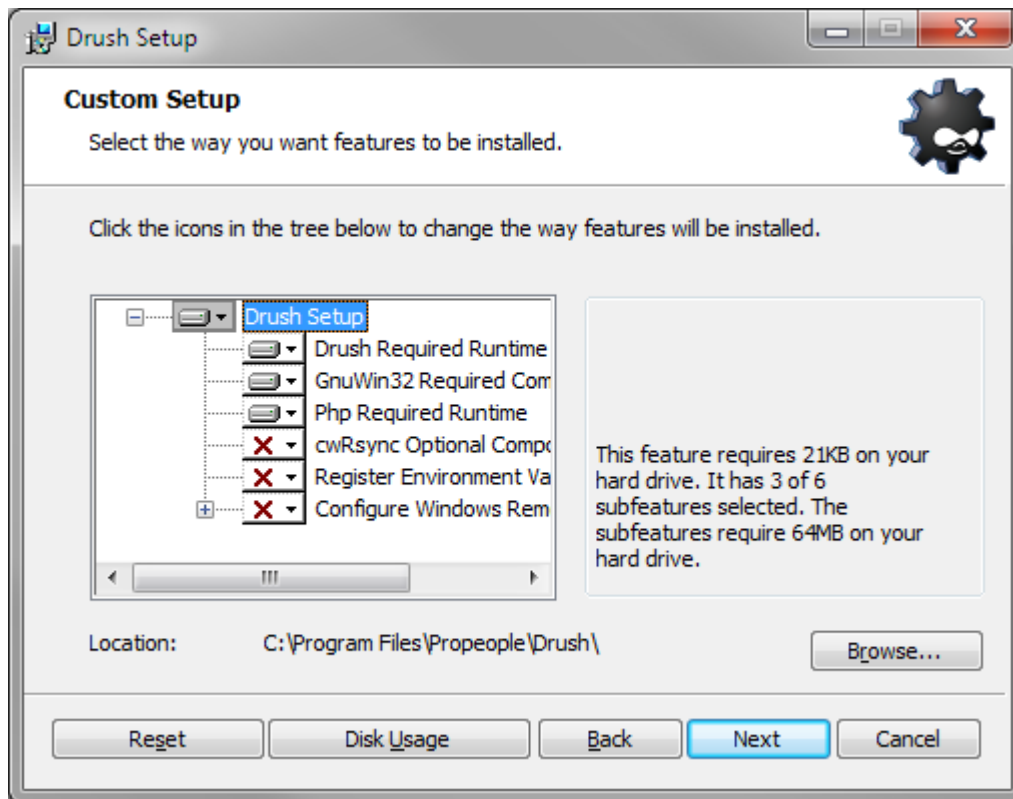 Drush Setup
Custom Setup
Select the way you want features to be installed.
Click the icons in the tree below to change the way features will be installed.
Drush Setup
Drush Required Runtime
GnuWin32 Required Com
Php Required Runtime
cwRsync Optional Compo
Register Environment Va
Configure Windows Rem
This feature requires 21KB on your
hard drive. It has 3 of 6
subfeatures selected. The
subfeatures require 64MB on your
hard drive.
Location: C:\Program Files\Propeople\Drush\
Browse...
Reset Disk Usage Back Next Cancel